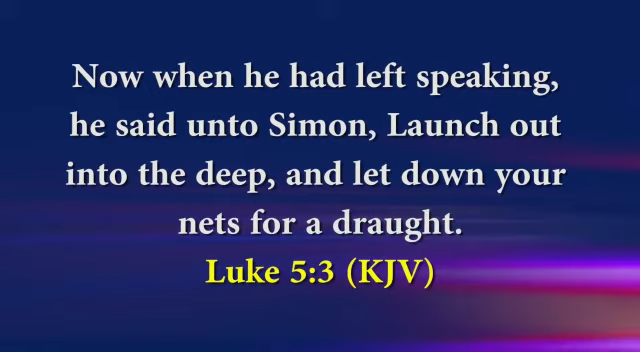 Now when he had left speaking,
he said unto Simon, Launch out
into the deep, and let down your
nets for a draught.
Luke 5:3 (KJV)